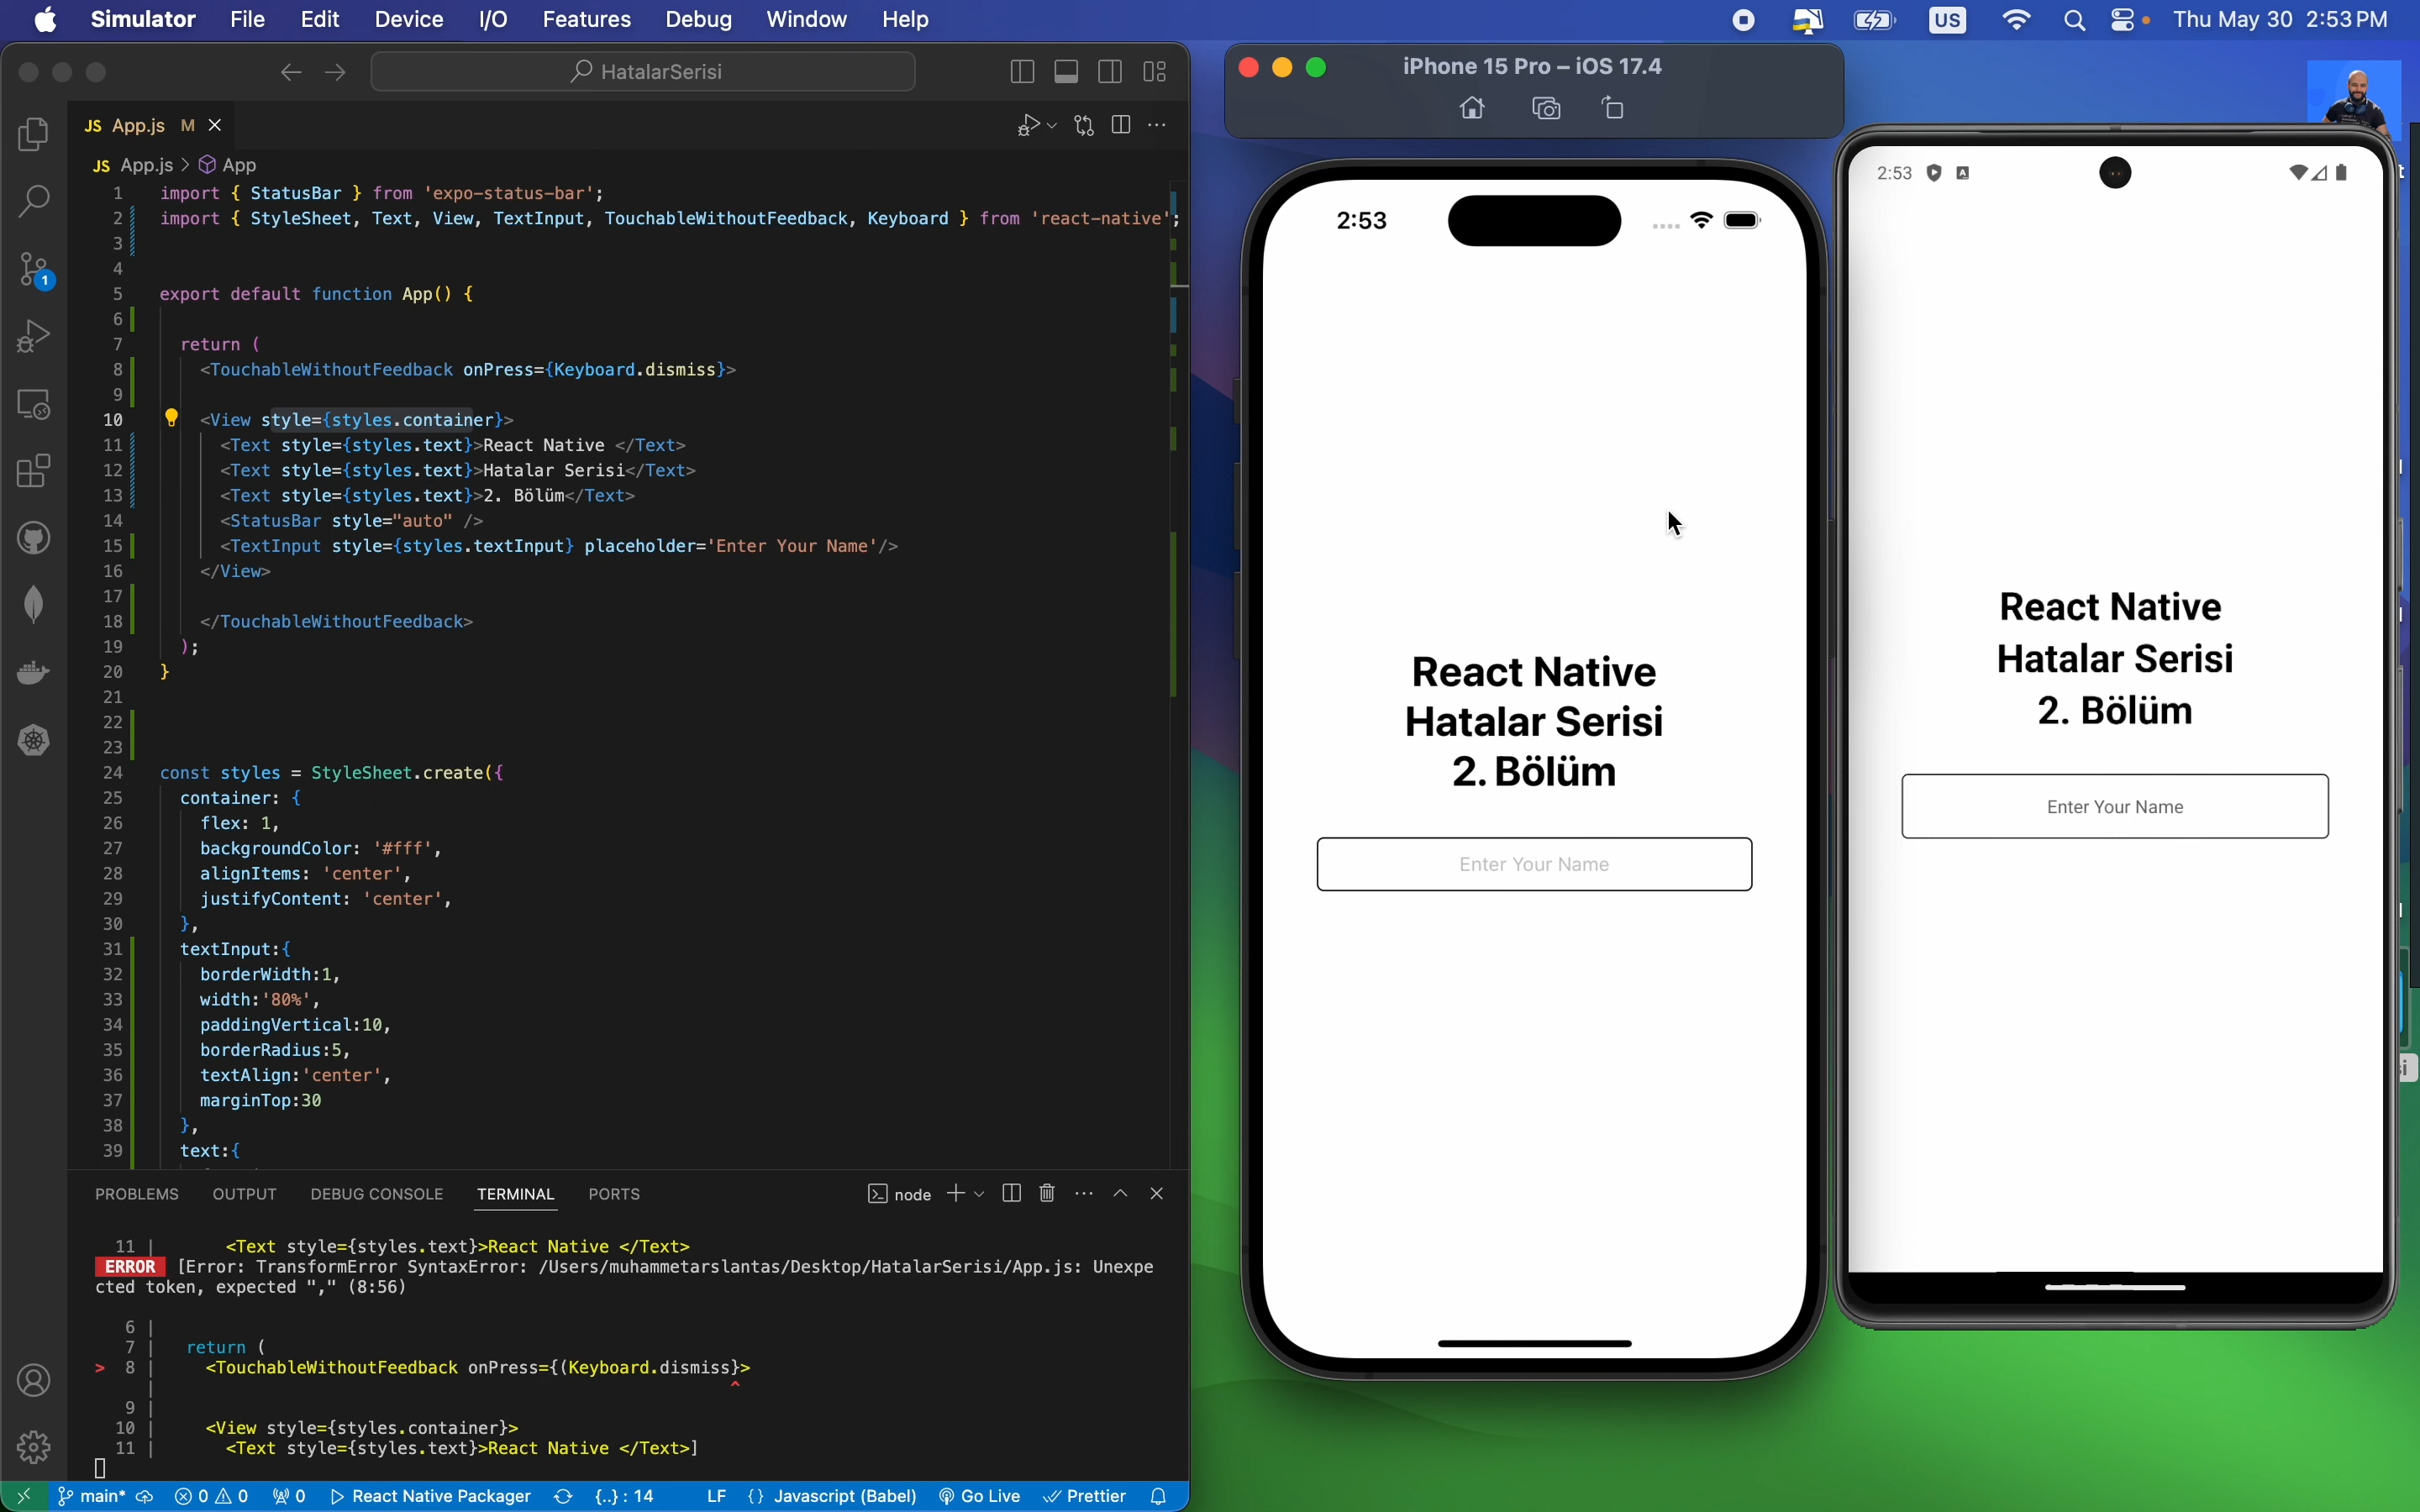 Simulator File Edit Device I/O Features Debug Window Help US Thu May 30 2:53 PM
HatalarSerisi
JS App.js M
JS App.js > App
1 import { StatusBar } from 'expo-status-bar';
2 import { StyleSheet, Text, View, TextInput, TouchableWithoutFeedback, Keyboard } from 'react-native';
3
4
5 export default function App() {
6
7 return (
8 <TouchableWithoutFeedback onPress={Keyboard.dismiss}>
9
10 <View style={styles.container}>
11 <Text style={styles.text}>React Native </Text>
12 <Text style={styles.text}>Hatalar Serisi</Text>
13 <Text style={styles.text}>2. Bölüm</Text>
14 <StatusBar style="auto" />
15 <TextInput style={styles.textInput} placeholder='Enter Your Name'/>
16 </View>
17
18 </TouchableWithoutFeedback>
19 );
20 }
21
22
23
24 const styles = StyleSheet.create({
25 container: {
26 flex: 1,
27 backgroundColor: '#fff',
28 alignItems: 'center',
29 justifyContent: 'center',
30 },
31 textInput:{
32 borderWidth:1,
33 width:'80%',
34 paddingVertical:10,
35 borderRadius:5,
36 textAlign:'center',
37 marginTop:30
38 },
39 text:{
1
PROBLEMS OUTPUT DEBUG CONSOLE TERMINAL PORTS node
11 | <Text style={styles.text}>React Native </Text>
ERROR [Error: TransformError SyntaxError: /Users/muhammetarslantas/Desktop/HatalarSerisi/App.js: Unexpe
cted token, expected "," (8:56)
6 |
7 | return (
> 8 | <TouchableWithoutFeedback onPress={(Keyboard.dismiss}>
| ^
9 |
10 | <View style={styles.container}>
11 | <Text style={styles.text}>React Native </Text>]
main* 0 0 0 React Native Packager {..} : 14 LF {} Javascript (Babel) Go Live Prettier
iPhone 15 Pro – iOS 17.4
2:53
React Native
Hatalar Serisi
2. Bölüm
Enter Your Name
2:53
React Native
Hatalar Serisi
2. Bölüm
Enter Your Name